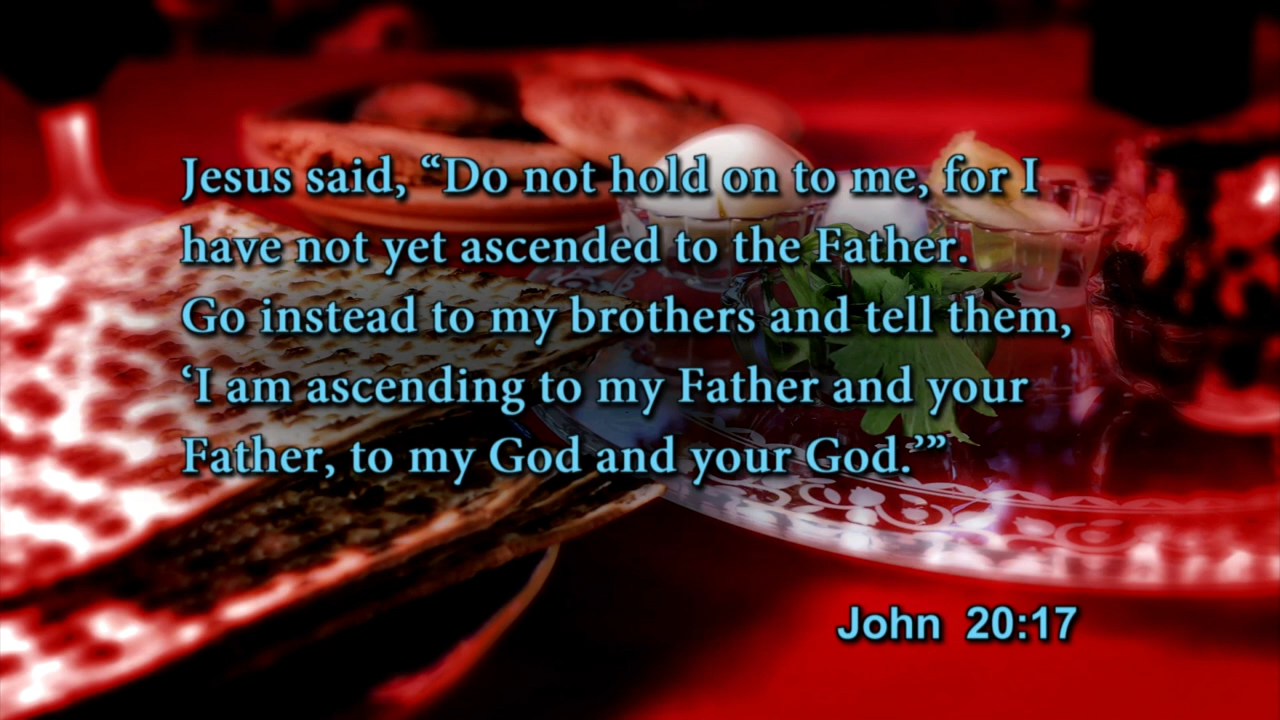 Jesus said, “Do not hold on to me, for I
have not yet ascended to the Father.
Go instead to my brothers and tell them,
‘I am ascending to my Father and your
Father, to my God and your God.’”
John 20:17